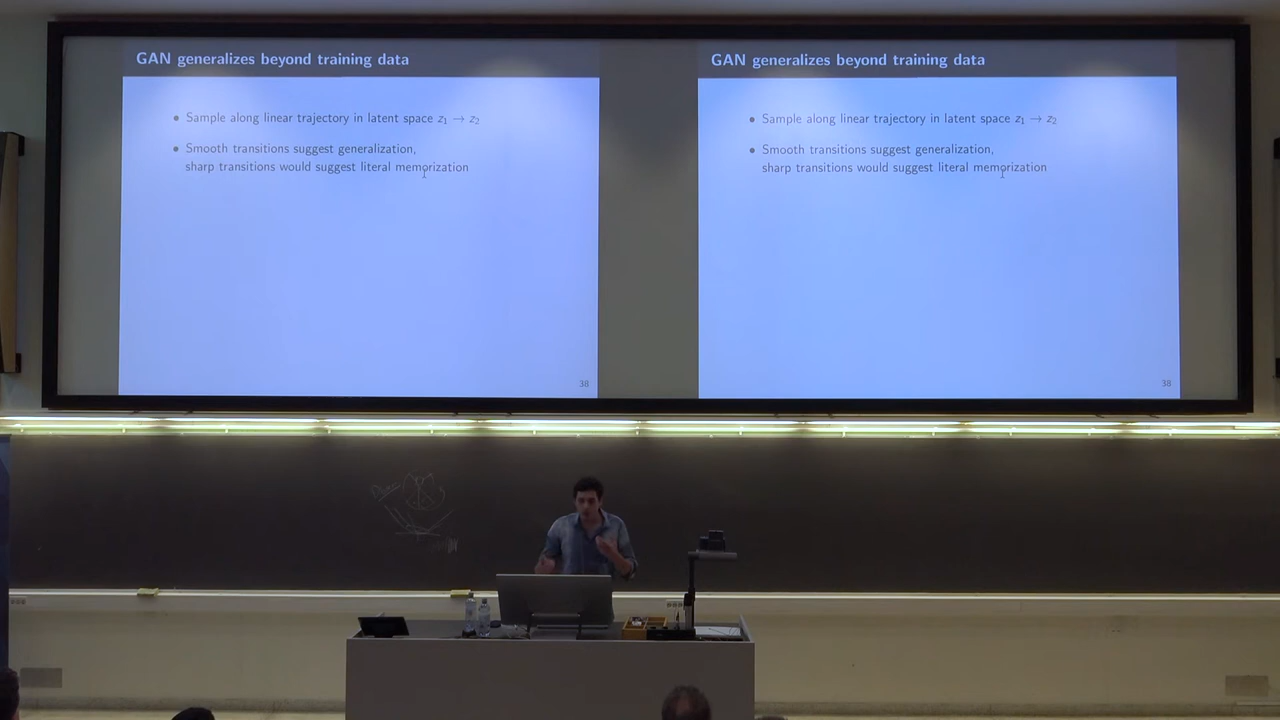 GAN generalizes beyond training data
• Sample along linear trajectory in latent space z₁ → z₂
• Smooth transitions suggest generalization,
sharp transitions would suggest literal memorization
38
GAN generalizes beyond training data
• Sample along linear trajectory in latent space z₁ → z₂
• Smooth transitions suggest generalization,
sharp transitions would suggest literal memorization
38